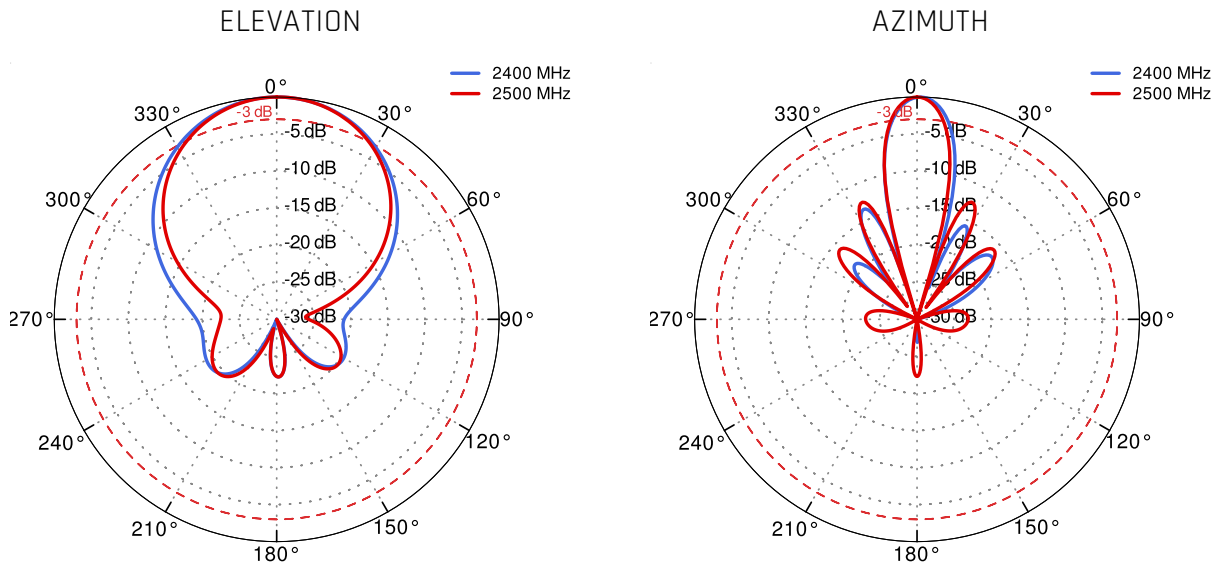 ELEVATION
2400 MHz
2500 MHz
0°
-3 dB
330°
30°
-5 dB
-10 dB
300°
60°
-15 dB
-20 dB
-25 dB
-30 dB
270°
90°
240°
120°
210°
150°
180°
AZIMUTH
2400 MHz
2500 MHz
0°
-3 dB
330°
30°
-5 dB
-10 dB
300°
60°
-15 dB
-20 dB
-25 dB
-30 dB
270°
90°
240°
120°
210°
150°
180°